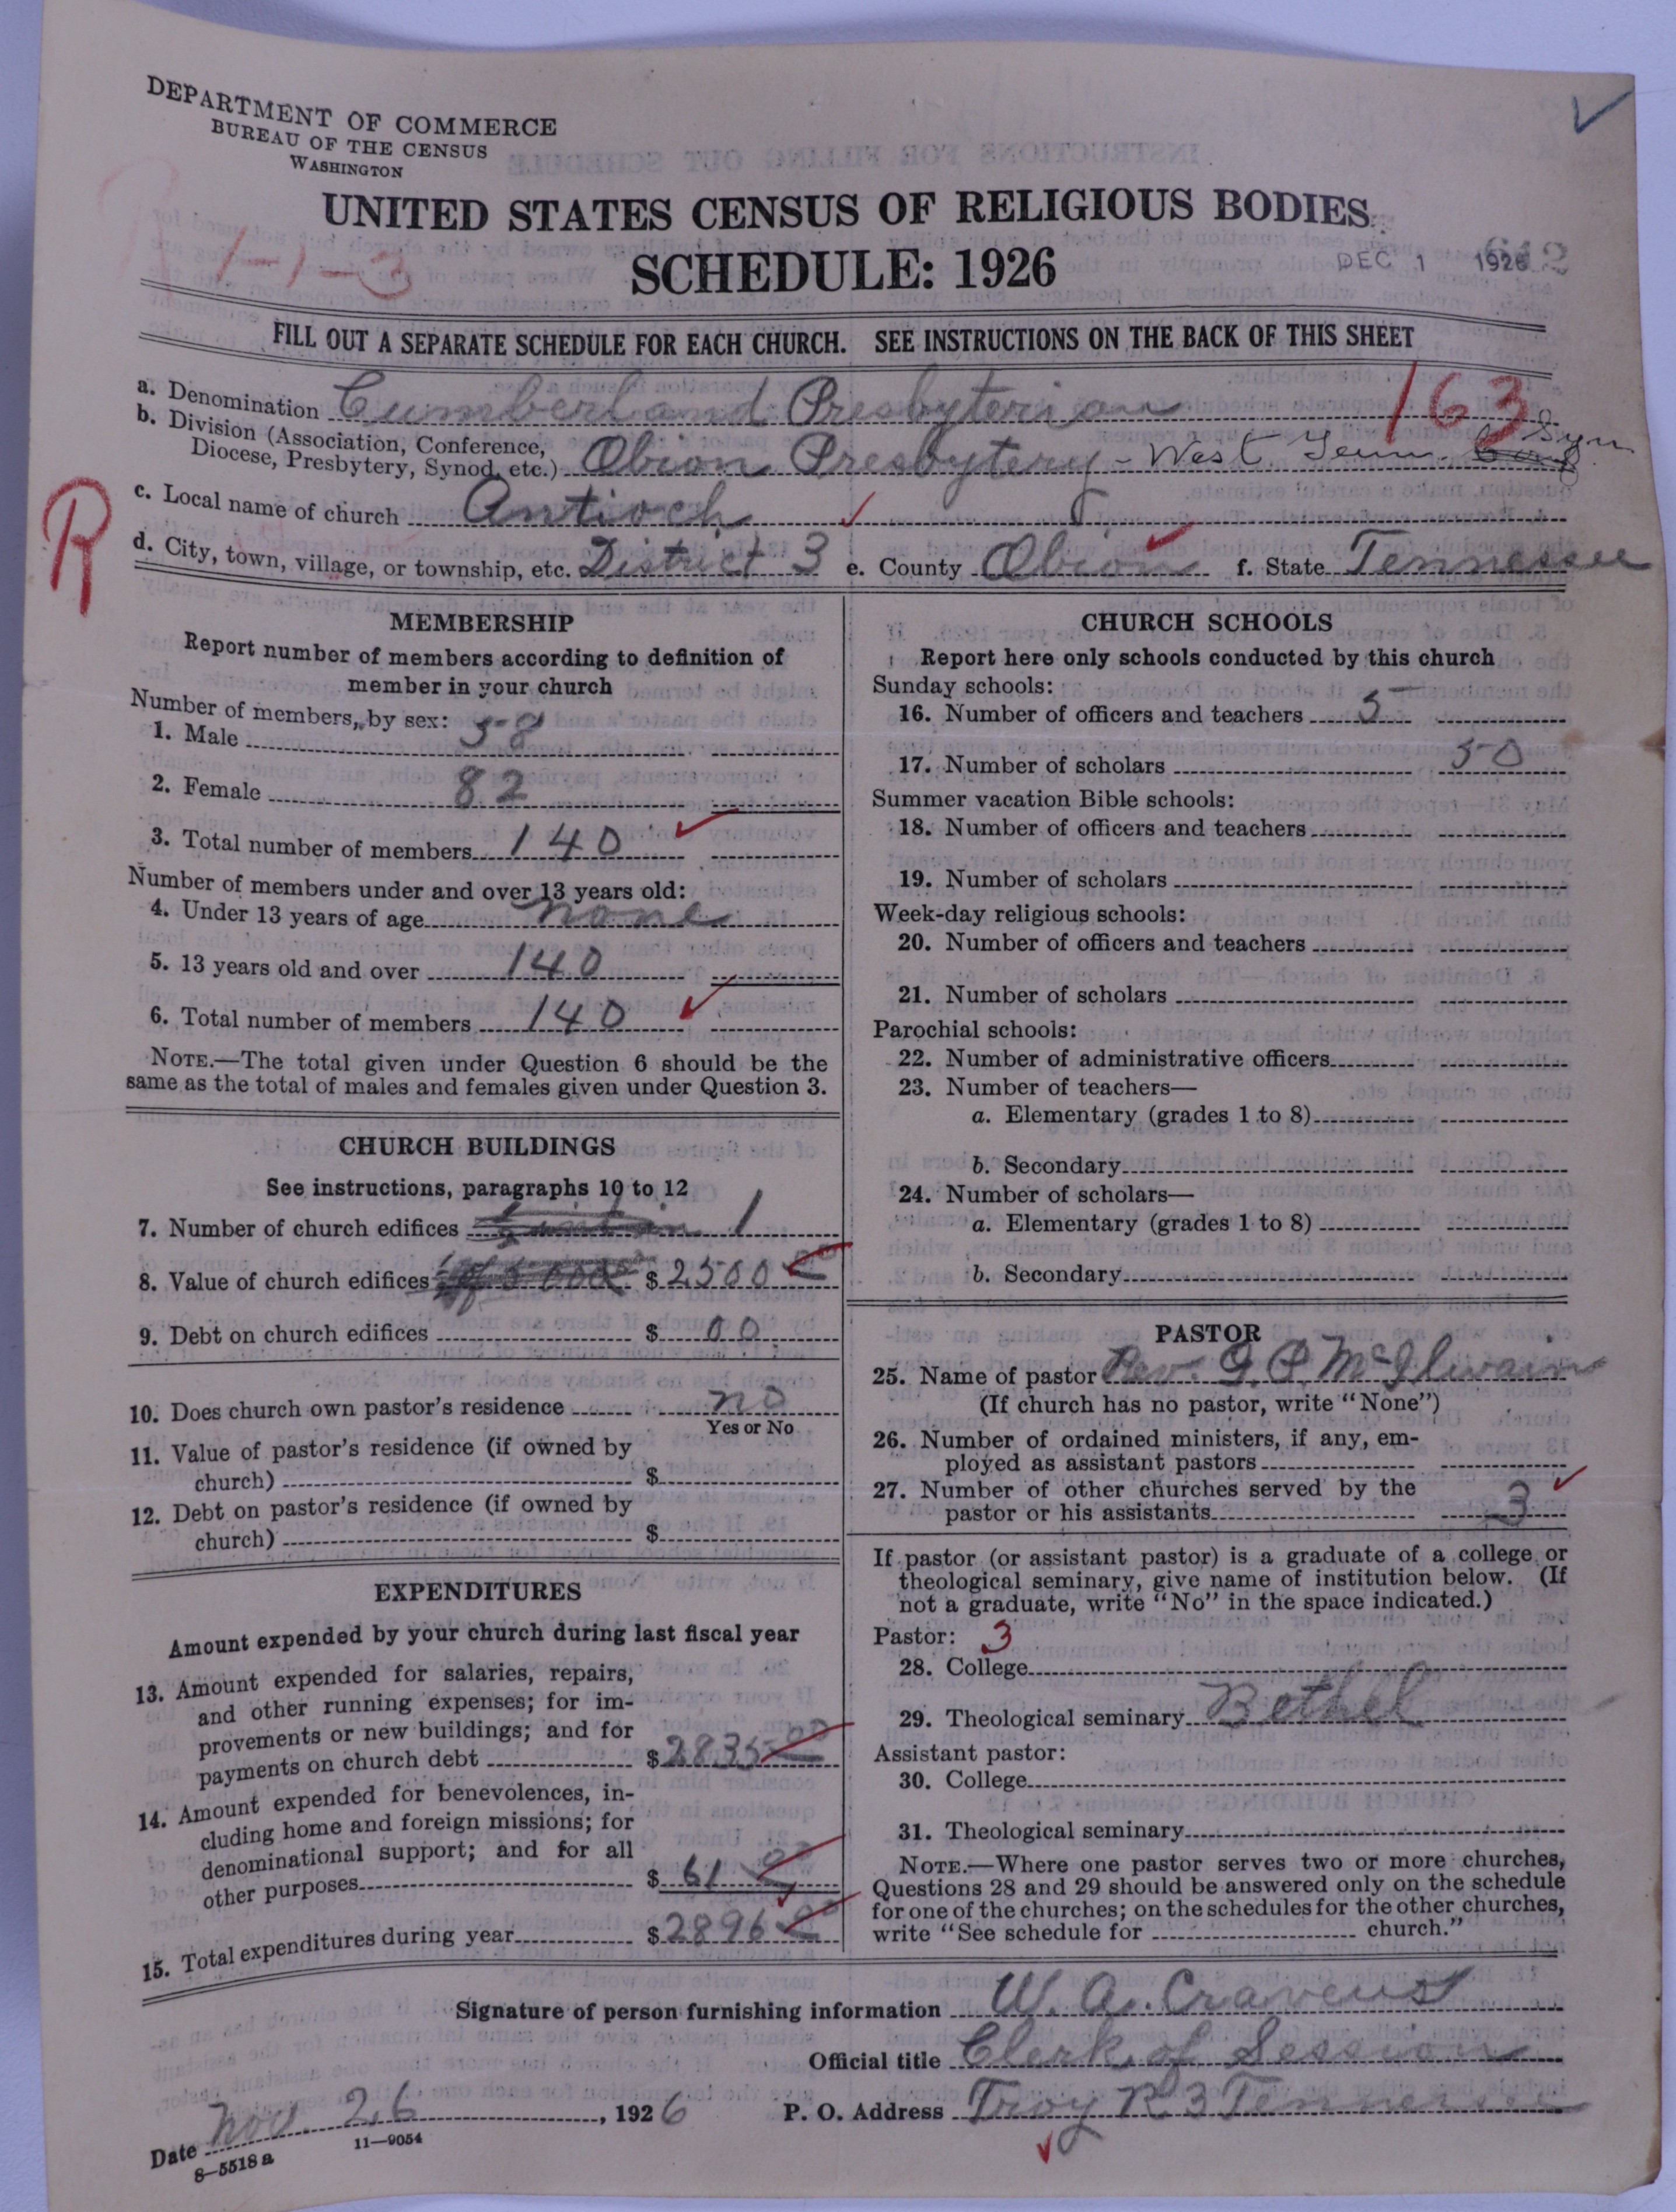 DEPARTMENT OF COMMERCE
BUREAU OF THE CENSUS
WASHINGTON
UNITED STATES CENSUS OF RELIGIOUS BODIES
SCHEDULE: 1926
1-1-3
DEC 1 1926
FILL OUT A SEPARATE SCHEDULE FOR EACH CHURCH. SEE INSTRUCTIONS ON THE BACK OF THIS SHEET
a. Denomination Cumberland Presbyterian 163
b. Division (Association, Conference,
Diocese, Presbytery, Synod, etc.) Obion Presbytery - West Tenn. Syn
c. Local name of church Antioch
R
d. City, town, village, or township, etc. District 3 e. County Obion f. State Tennessee
MEMBERSHIP
Report number of members according to definition of
member in your church
Number of members, by sex:
1. Male 58
2. Female 82
3. Total number of members 140
Number of members under and over 13 years old:
4. Under 13 years of age none
5. 13 years old and over 140
6. Total number of members 140
NOTE.—The total given under Question 6 should be the
same as the total of males and females given under Question 3.
CHURCH BUILDINGS
See instructions, paragraphs 10 to 12
7. Number of church edifices 1
8. Value of church edifices $ 2500 00
9. Debt on church edifices $ 00
10. Does church own pastor's residence no
Yes or No
11. Value of pastor's residence (if owned by
church) $
12. Debt on pastor's residence (if owned by
church) $
EXPENDITURES
Amount expended by your church during last fiscal year
13. Amount expended for salaries, repairs,
and other running expenses; for im-
provements or new buildings; and for
payments on church debt $ 2835 00
14. Amount expended for benevolences, in-
cluding home and foreign missions; for
denominational support; and for all
other purposes $ 61 00
15. Total expenditures during year $ 2896 00
CHURCH SCHOOLS
Report here only schools conducted by this church
Sunday schools:
16. Number of officers and teachers 5
17. Number of scholars 50
Summer vacation Bible schools:
18. Number of officers and teachers
19. Number of scholars
Week-day religious schools:
20. Number of officers and teachers
21. Number of scholars
Parochial schools:
22. Number of administrative officers
23. Number of teachers—
a. Elementary (grades 1 to 8)
b. Secondary
24. Number of scholars—
a. Elementary (grades 1 to 8)
b. Secondary
PASTOR
25. Name of pastor Rev. G. P. McIlwain
(If church has no pastor, write "None")
26. Number of ordained ministers, if any, em-
ployed as assistant pastors
27. Number of other churches served by the
pastor or his assistants 3
If pastor (or assistant pastor) is a graduate of a college or
theological seminary, give name of institution below. (If
not a graduate, write "No" in the space indicated.)
Pastor: 3
28. College
29. Theological seminary Bethel
Assistant pastor:
30. College
31. Theological seminary
NOTE.—Where one pastor serves two or more churches,
Questions 28 and 29 should be answered only on the schedule
for one of the churches; on the schedules for the other churches,
write "See schedule for church."
Signature of person furnishing information W. A. Cravens
Official title Clerk of Session
Date Nov. 26, 1926 P. O. Address Troy R 3 Tennessee
8—5518 a 11—9054